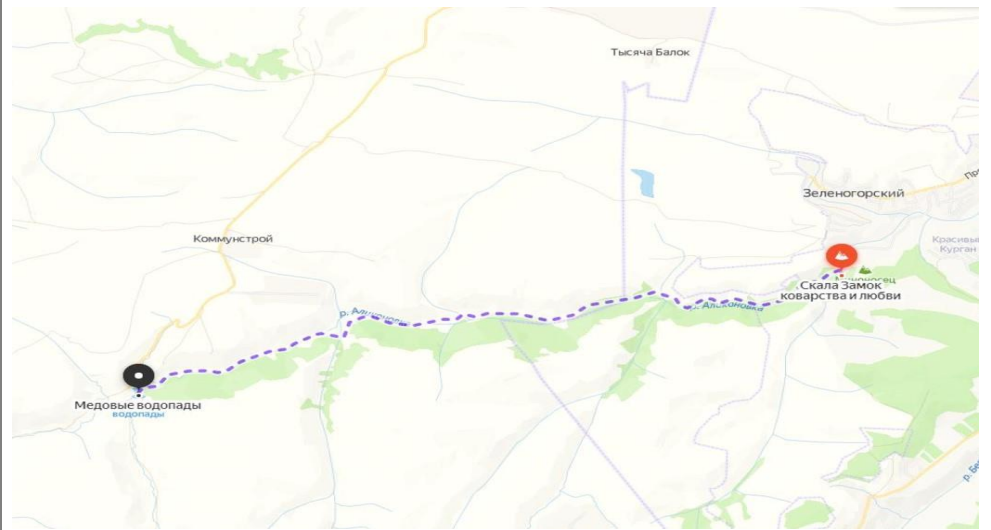 Тысяча Балок
Зеленогорский
Коммунстрой
Красивый
Курган
Скала Замок
коварства и любви
р. Аликоновка
Медовые водопады
водопады